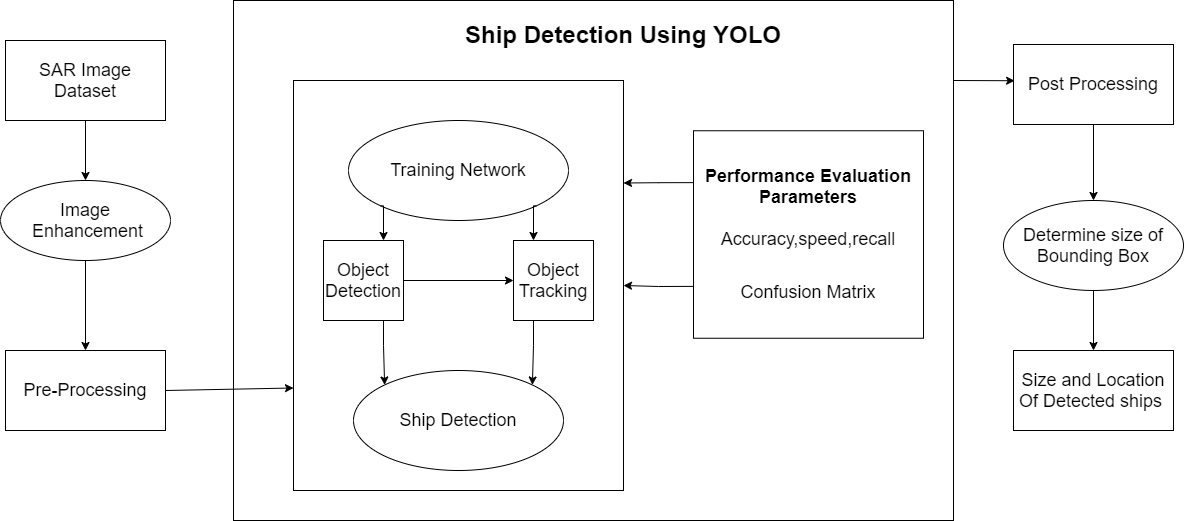 Ship Detection Using YOLO
SAR Image
Dataset
Image
Enhancement
Pre-Processing
Training Network
Object
Detection
Object
Tracking
Ship Detection
Performance Evaluation
Parameters
Accuracy,speed,recall
Confusion Matrix
Post Processing
Determine size of
Bounding Box
Size and Location
Of Detected ships